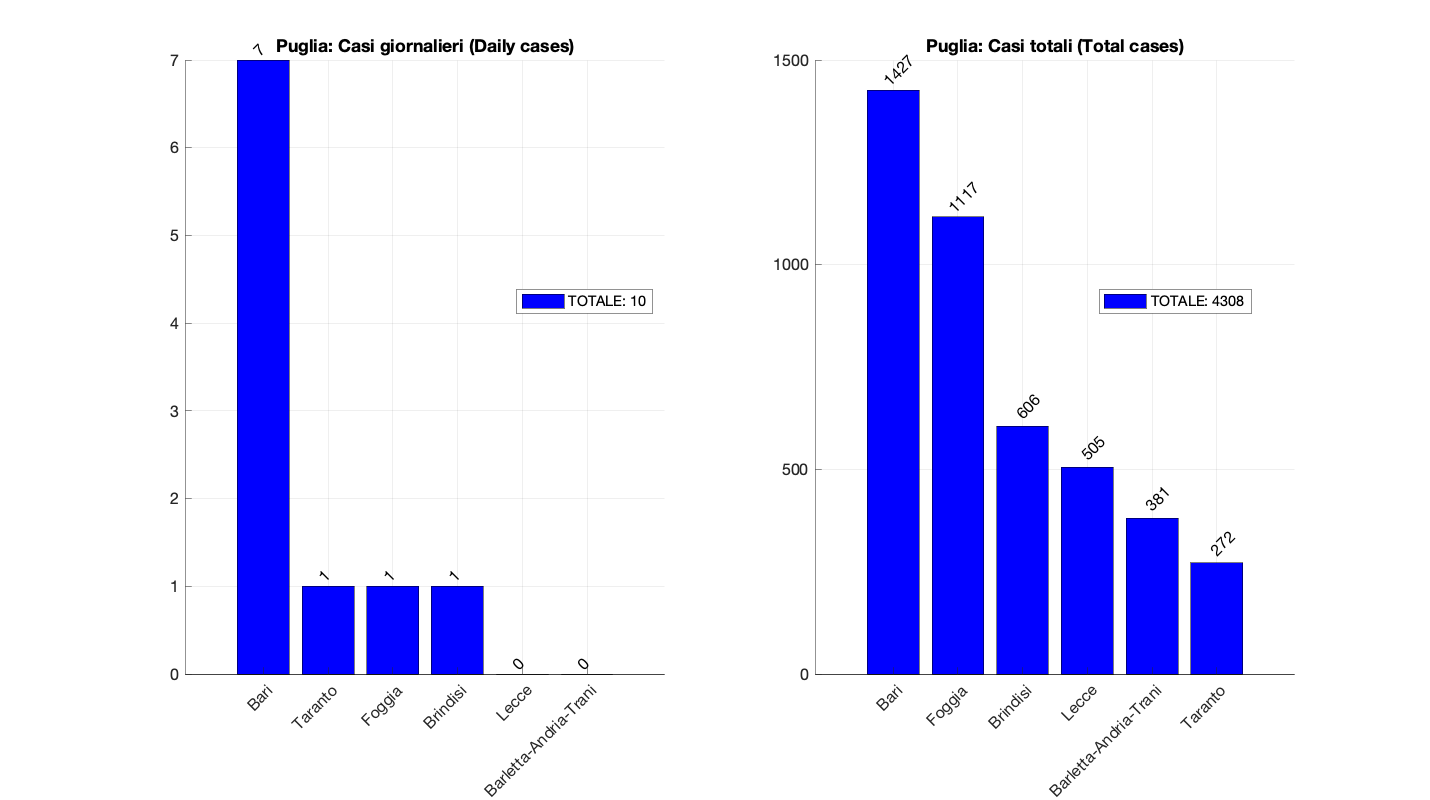 Puglia: Casi giornalieri (Daily cases)
7
7
6
5
4
3
2
1
0
1
1
1
0
0
TOTALE: 10
Bari
Taranto
Foggia
Brindisi
Lecce
Barletta-Andria-Trani
Puglia: Casi totali (Total cases)
1500
1000
500
0
1427
1117
606
505
381
272
TOTALE: 4308
Bari
Foggia
Brindisi
Lecce
Barletta-Andria-Trani
Taranto